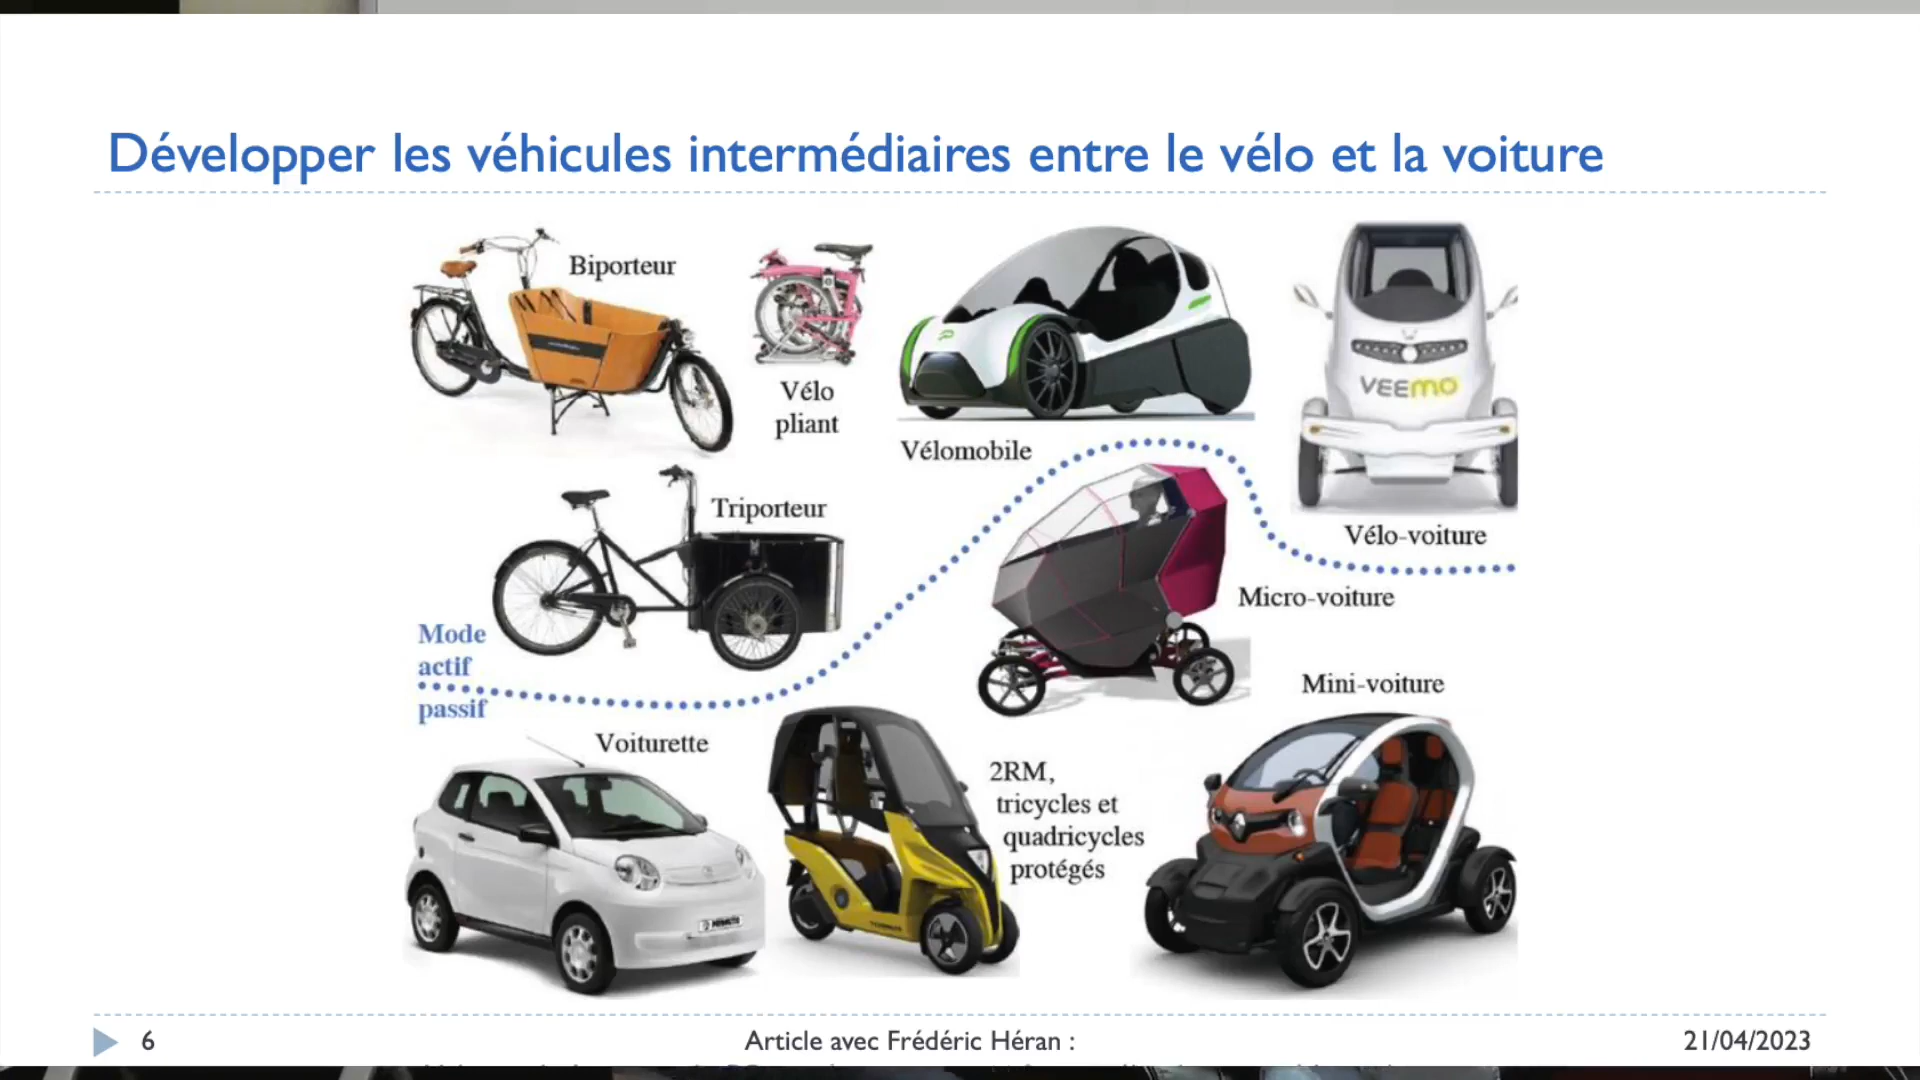 Développer les véhicules intermédiaires entre le vélo et la voiture
Biporteur
Vélo
pliant
Vélomobile
VEEMO
Vélo-voiture
Triporteur
Micro-voiture
Mode
actif
passif
Mini-voiture
Voiturette
2RM,
tricycles et
quadricycles
protégés
6
Article avec Frédéric Héran :
21/04/2023